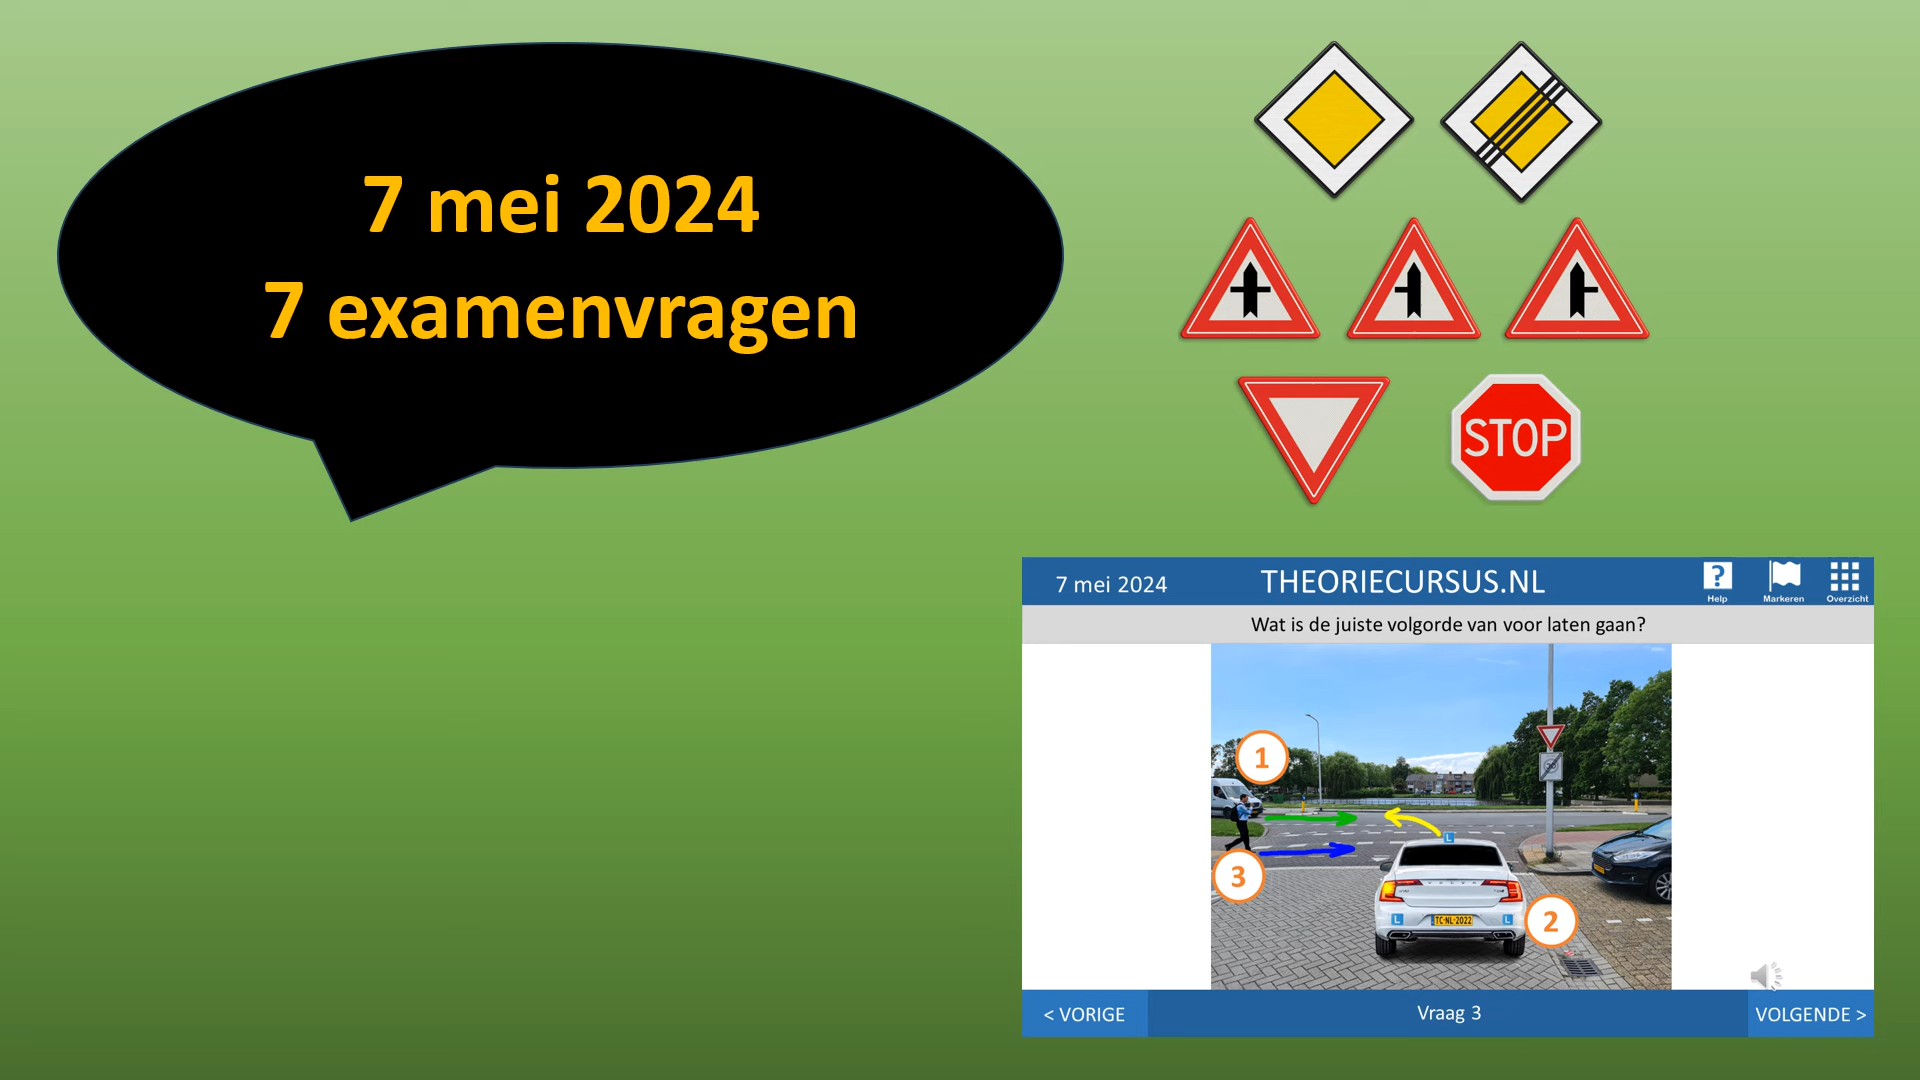 7 mei 2024
7 examenvragen
STOP
7 mei 2024
THEORIECURSUS.NL
Help
Markeren
Overzicht
Wat is de juiste volgorde van voor laten gaan?
1
3
2
L
L
L
VOLVO
TC-NL-2022
< VORIGE
Vraag 3
VOLGENDE >